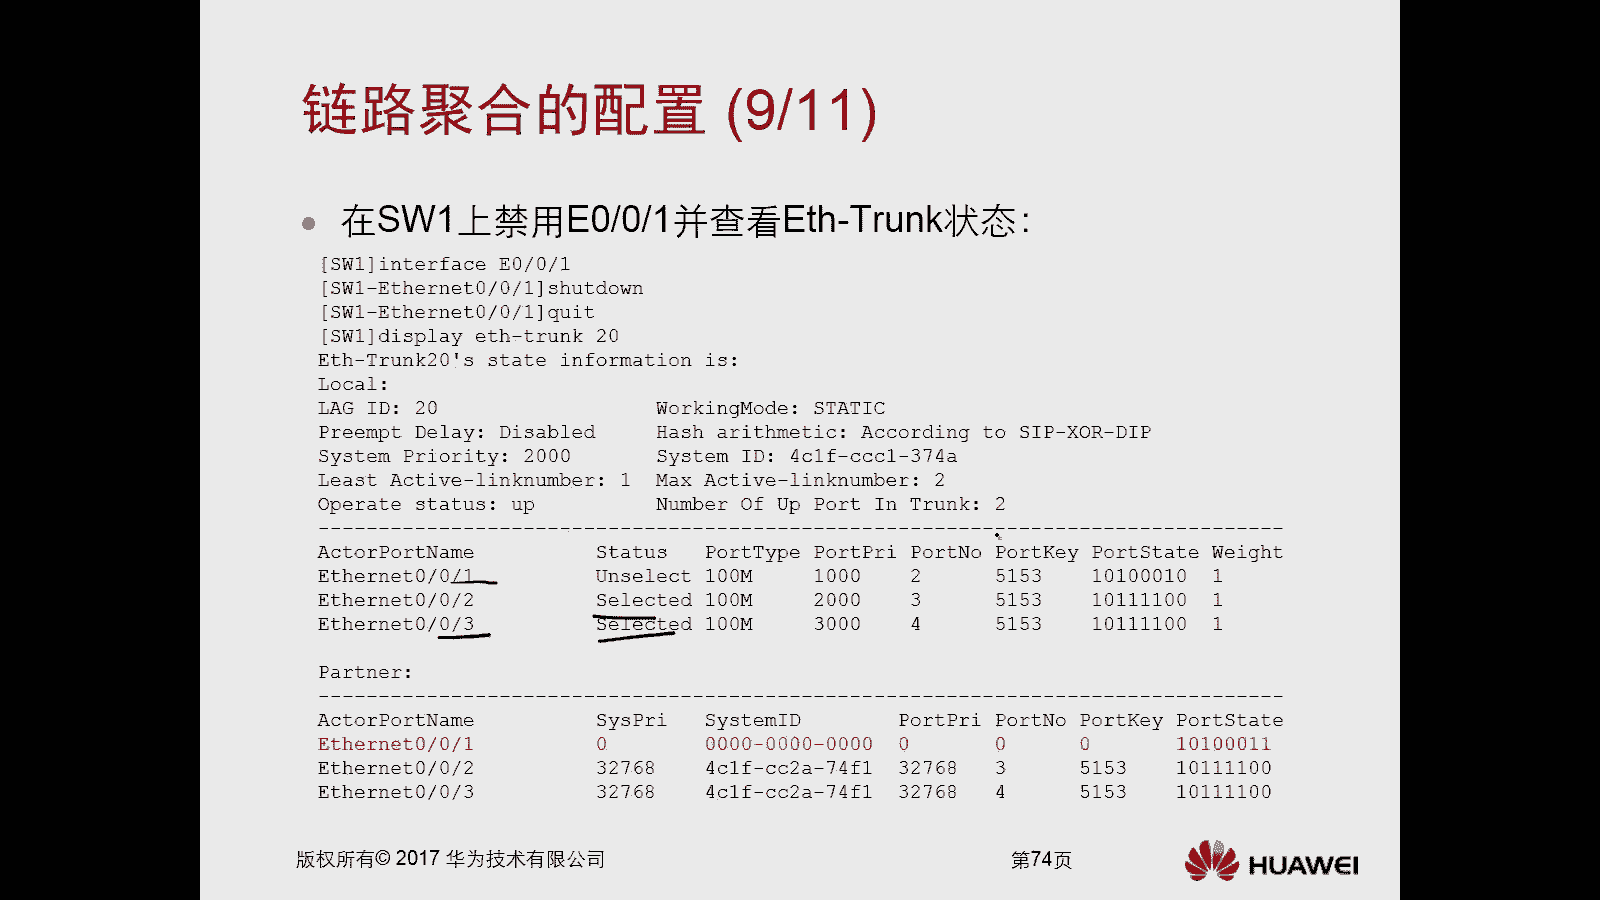 链路聚合的配置 (9/11)
在SW1上禁用E0/0/1并查看Eth-Trunk状态：
[SW1]interface E0/0/1
[SW1-Ethernet0/0/1]shutdown
[SW1-Ethernet0/0/1]quit
[SW1]display eth-trunk 20
Eth-Trunk20's state information is:
Local:
LAG ID: 20 WorkingMode: STATIC
Preempt Delay: Disabled Hash arithmetic: According to SIP-XOR-DIP
System Priority: 2000 System ID: 4c1f-ccc1-374a
Least Active-linknumber: 1 Max Active-linknumber: 2
Operate status: up Number Of Up Port In Trunk: 2
--------------------------------------------------------------------------------
ActorPortName Status PortType PortPri PortNo PortKey PortState Weight
Ethernet0/0/1 Unselect 100M 1000 2 5153 10100010 1
Ethernet0/0/2 Selected 100M 2000 3 5153 10111100 1
Ethernet0/0/3 Selected 100M 3000 4 5153 10111100 1
Partner:
--------------------------------------------------------------------------------
ActorPortName SysPri SystemID PortPri PortNo PortKey PortState
Ethernet0/0/1 0 0000-0000-0000 0 0 0 10100011
Ethernet0/0/2 32768 4c1f-cc2a-74f1 32768 3 5153 10111100
Ethernet0/0/3 32768 4c1f-cc2a-74f1 32768 4 5153 10111100
版权所有© 2017 华为技术有限公司 第74页 HUAWEI